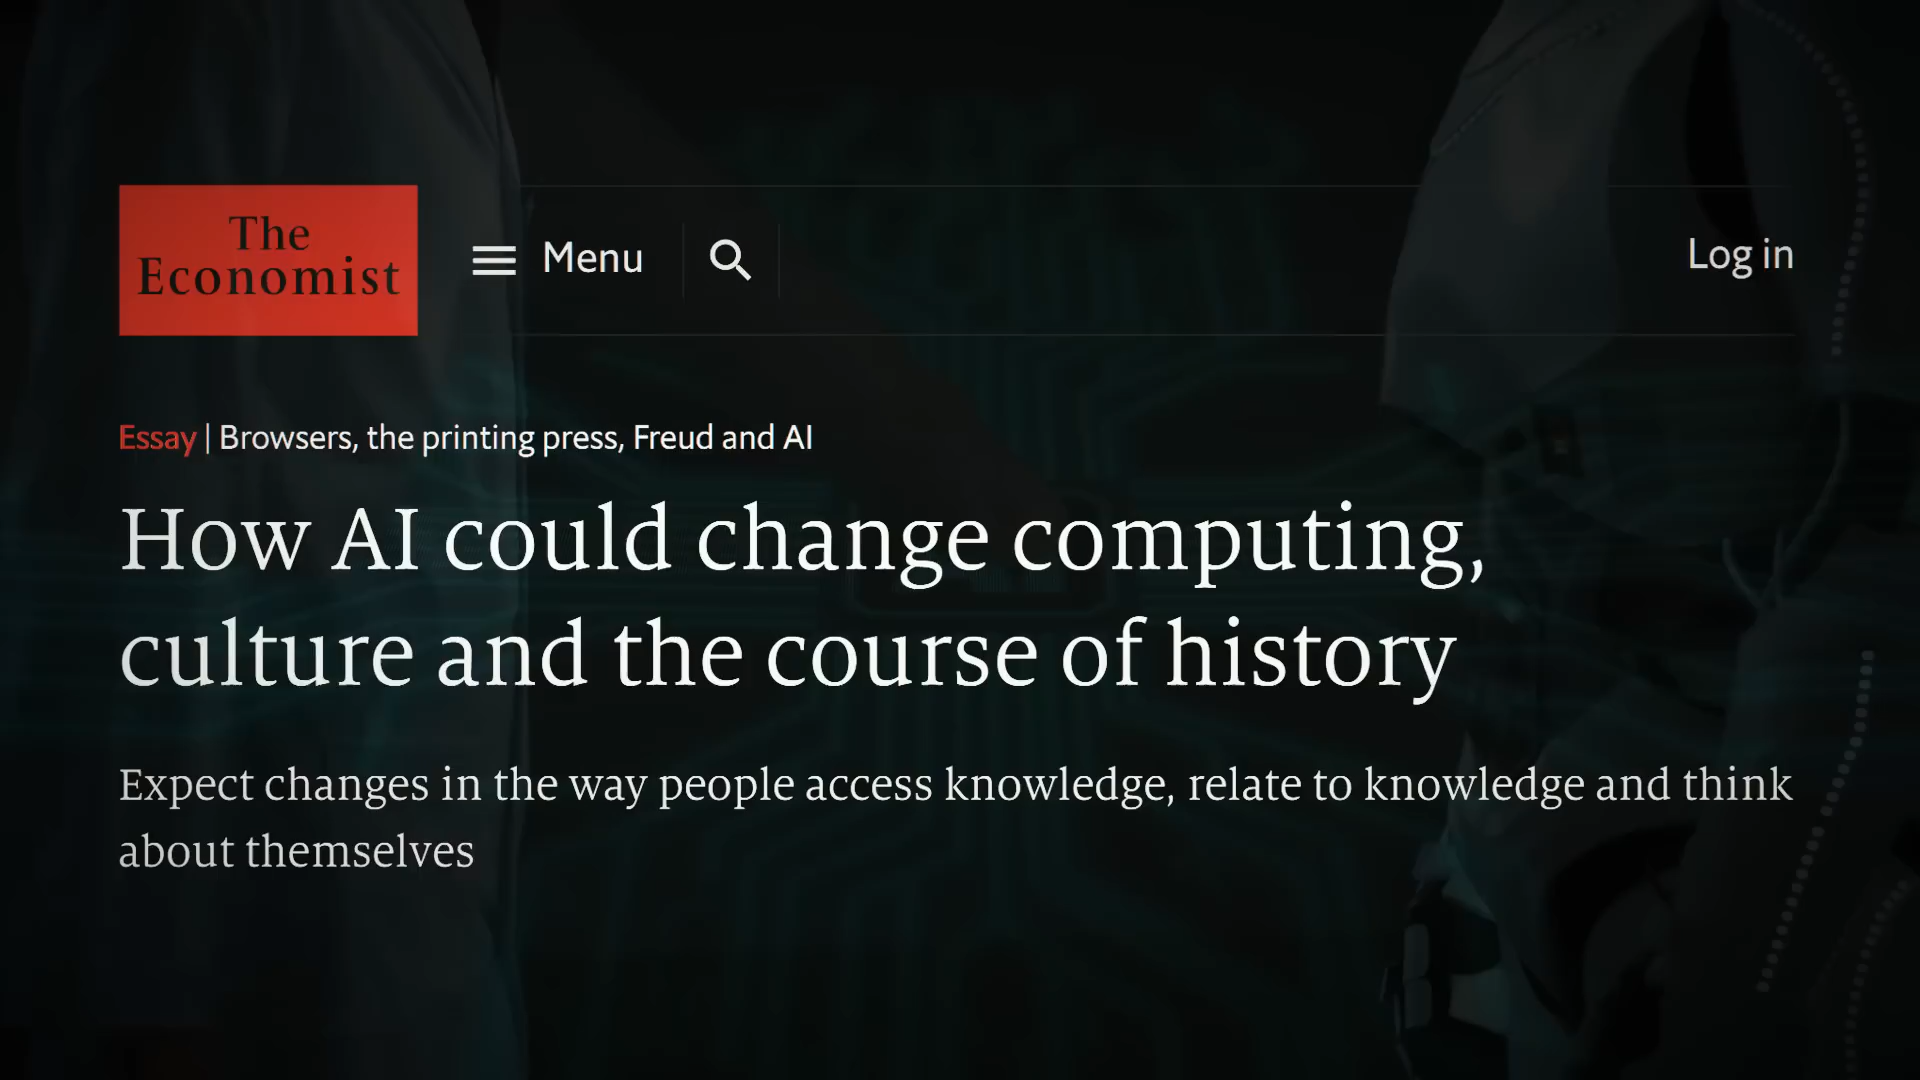 The
Economist
Menu
Log in
Essay | Browsers, the printing press, Freud and AI
How AI could change computing,
culture and the course of history
Expect changes in the way people access knowledge, relate to knowledge and think
about themselves